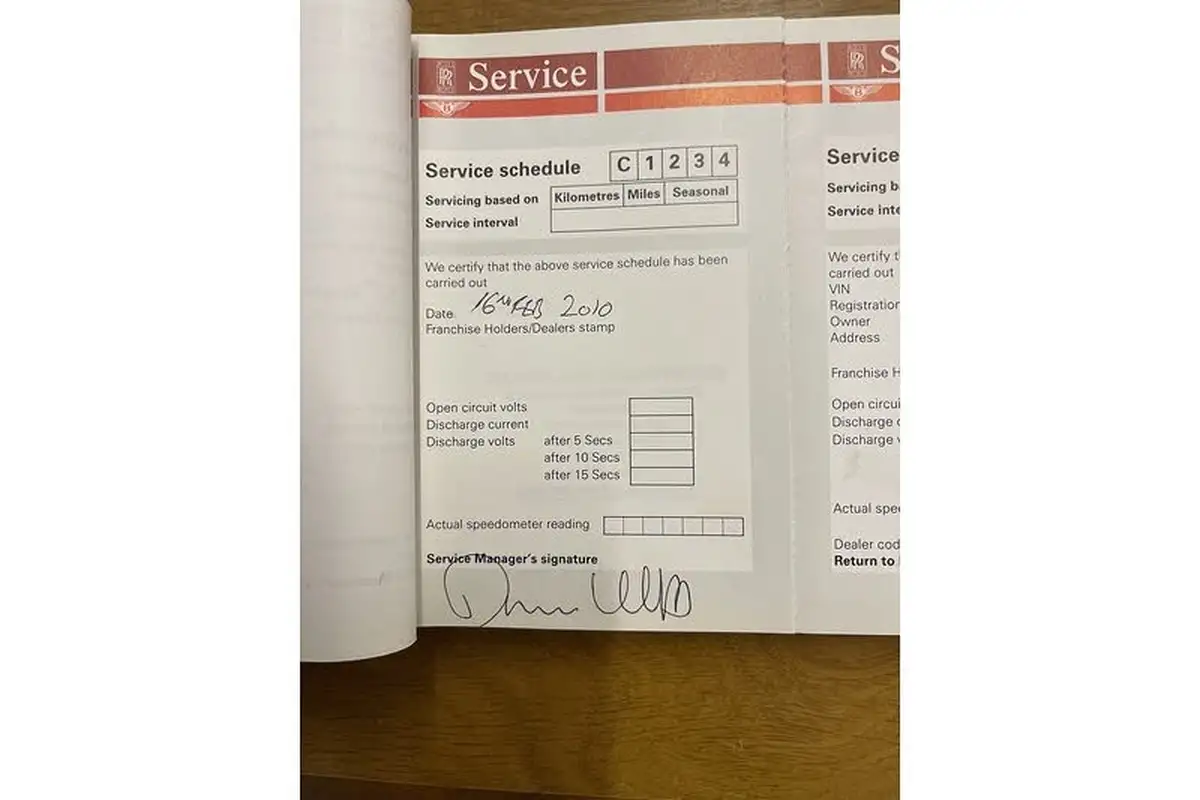 Service
Service schedule C 1 2 3 4
Servicing based on Kilometres Miles Seasonal
Service interval
We certify that the above service schedule has been
carried out
Date 16TH FEB 2010
Franchise Holders/Dealers stamp
Open circuit volts
Discharge current
Discharge volts after 5 Secs
after 10 Secs
after 15 Secs
Actual speedometer reading
Service Manager's signature
S
Service
Servicing b
Service inte
We certify t
carried out
VIN
Registration
Owner
Address
Franchise H
Open circui
Discharge c
Discharge v
Actual spee
Dealer cod
Return to